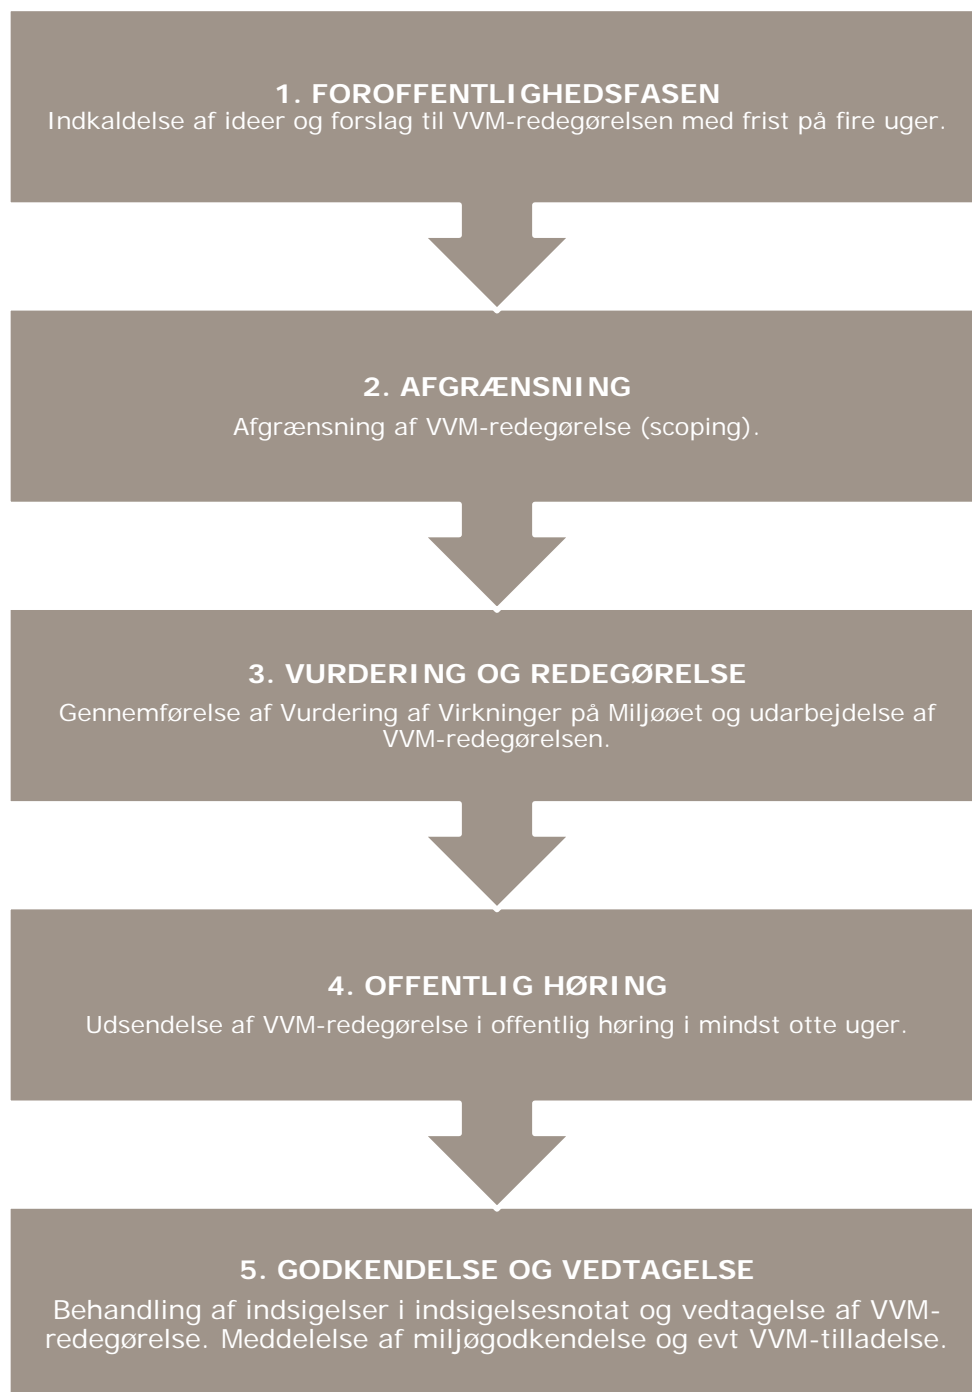 1. FOROFFENTLIGHEDSFASEN
Indkaldelse af ideer og forslag til VVM-redegørelsen med frist på fire uger.
2. AFGRÆNSNING
Afgrænsning af VVM-redegørelse (scoping).
3. VURDERING OG REDEGØRELSE
Gennemførelse af Vurdering af Virkninger på Miljøøet og udarbejdelse af
VVM-redegørelsen.
4. OFFENTLIG HØRING
Udsendelse af VVM-redegørelse i offentlig høring i mindst otte uger.
5. GODKENDELSE OG VEDTAGELSE
Behandling af indsigelser i indsigelsesnotat og vedtagelse af VVM-
redegørelse. Meddelelse af miljøgodkendelse og evt VVM-tilladelse.